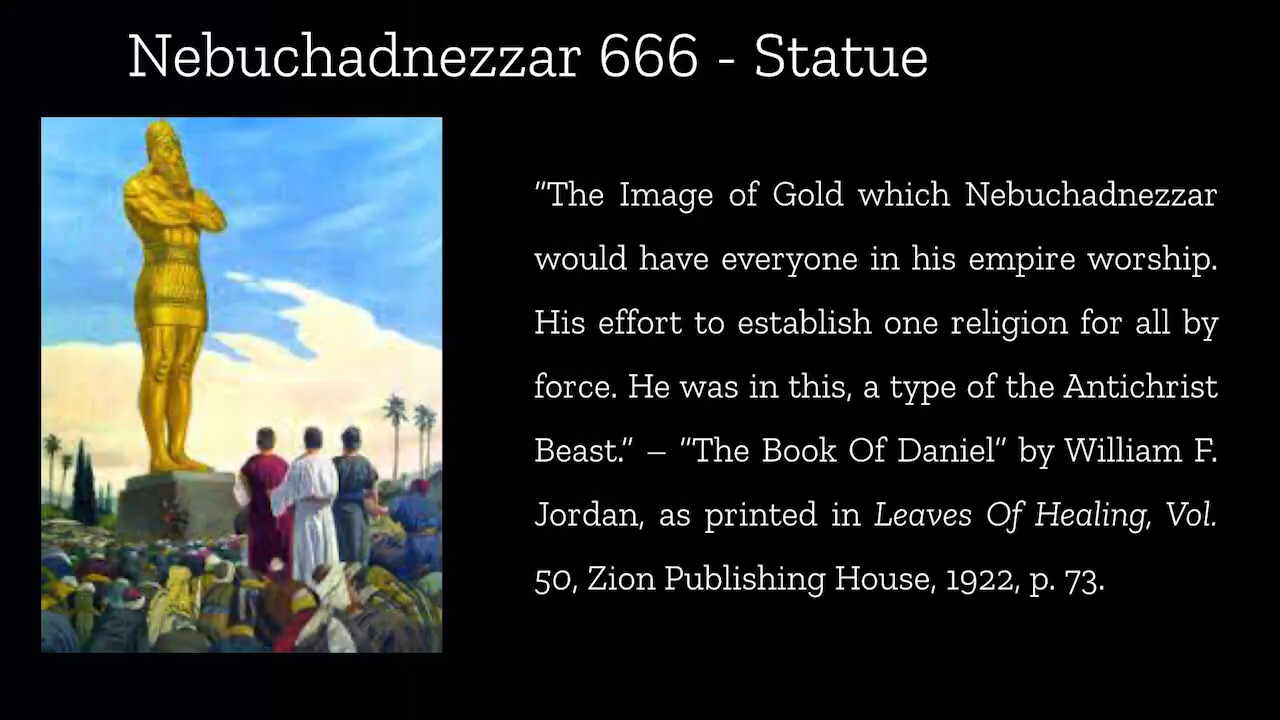 Nebuchadnezzar 666 - Statue
"The Image of Gold which Nebuchadnezzar
would have everyone in his empire worship.
His effort to establish one religion for all by
force. He was in this, a type of the Antichrist
Beast." – "The Book Of Daniel" by William F.
Jordan, as printed in Leaves Of Healing, Vol.
50, Zion Publishing House, 1922, p. 73.